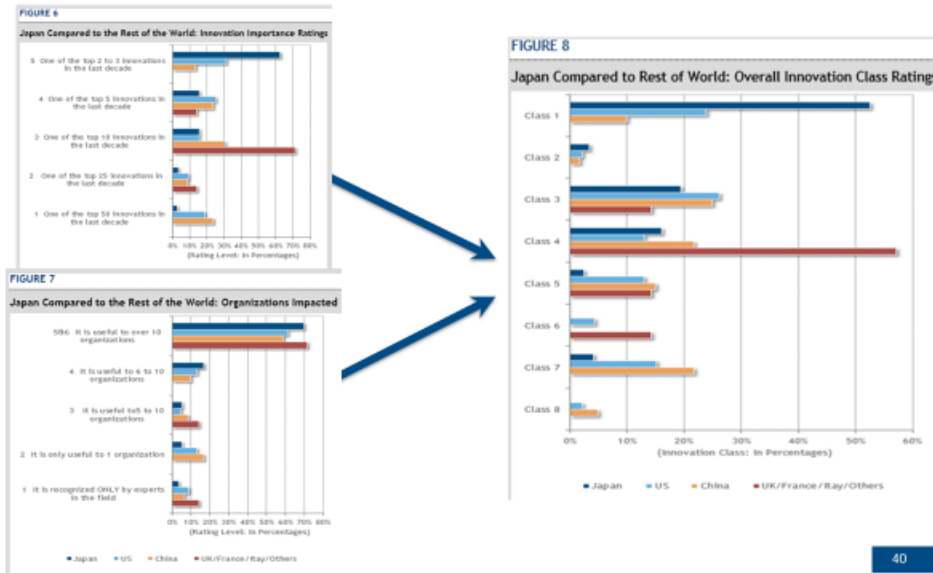 FIGURE 6
Japan Compared to the Rest of the World: Innovation Importance Ratings
5 One of the top 2 to 3 innovations
in the last decade
4 One of the top 5 innovations in
the last decade
3 One of the top 10 innovations in
the last decade
2 One of the top 25 innovations in
the last decade
1 One of the top 50 innovations in
the last decade
0% 10% 20% 30% 40% 50% 60% 70% 80%
(Rating Level: In Percentages)
FIGURE 7
Japan Compared to the Rest of the World: Organizations Impacted
5&6 It is useful to over 10
organizations
4 It is useful to 6 to 10
organizations
3 It is useful to5 to 10
organizations
2 It is only useful to 1 organization
1 It is recognized ONLY by experts
in the field
0% 10% 20% 30% 40% 50% 60% 70% 80%
(Rating Level: In Percentages)
Japan US China UK/France/Ray/Others
FIGURE 8
Japan Compared to Rest of World: Overall Innovation Class Ratings
Class 1
Class 2
Class 3
Class 4
Class 5
Class 6
Class 7
Class 8
0% 10% 20% 30% 40% 50% 60%
(Innovation Class: In Percentages)
Japan US China UK/France/Ray/Others
40